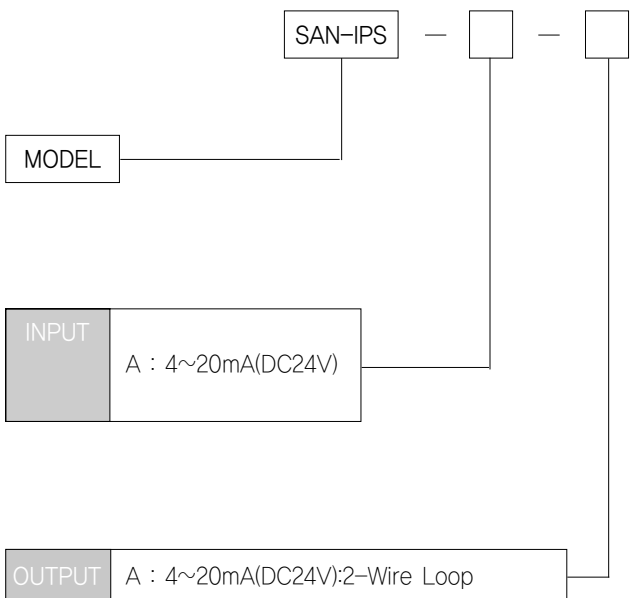 SAN-IPS － □ － □
MODEL
INPUT
A : 4～20mA(DC24V)
OUTPUT A : 4～20mA(DC24V):2-Wire Loop